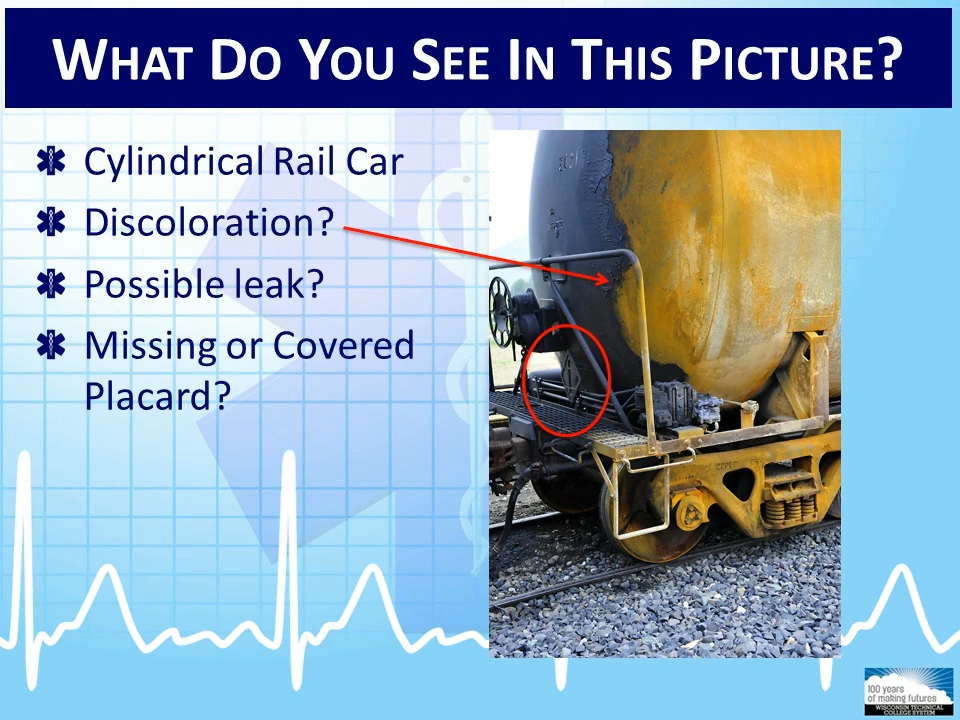 WHAT DO YOU SEE IN THIS PICTURE?
Cylindrical Rail Car
Discoloration?
Possible leak?
Missing or Covered
Placard?
100 years
of making futures
WISCONSIN TECHNICAL
COLLEGE SYSTEM